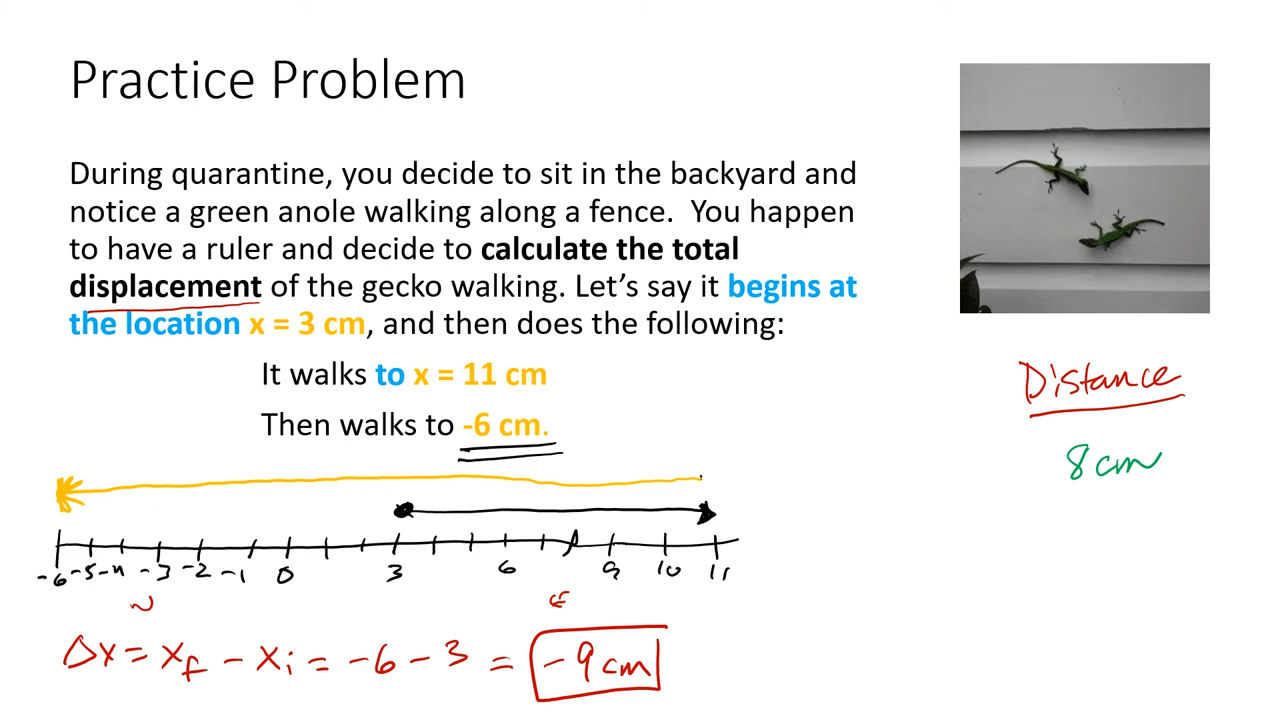 Practice Problem
During quarantine, you decide to sit in the backyard and
notice a green anole walking along a fence.  You happen
to have a ruler and decide to calculate the total
displacement of the gecko walking. Let's say it begins at
the location x = 3 cm, and then does the following:
It walks to x = 11 cm
Then walks to -6 cm.
Distance
8 cm
-6 -5 -4 -3 -2 -1 0 3 6 9 10 11
Δx = xf - xi = -6 - 3 = -9 cm